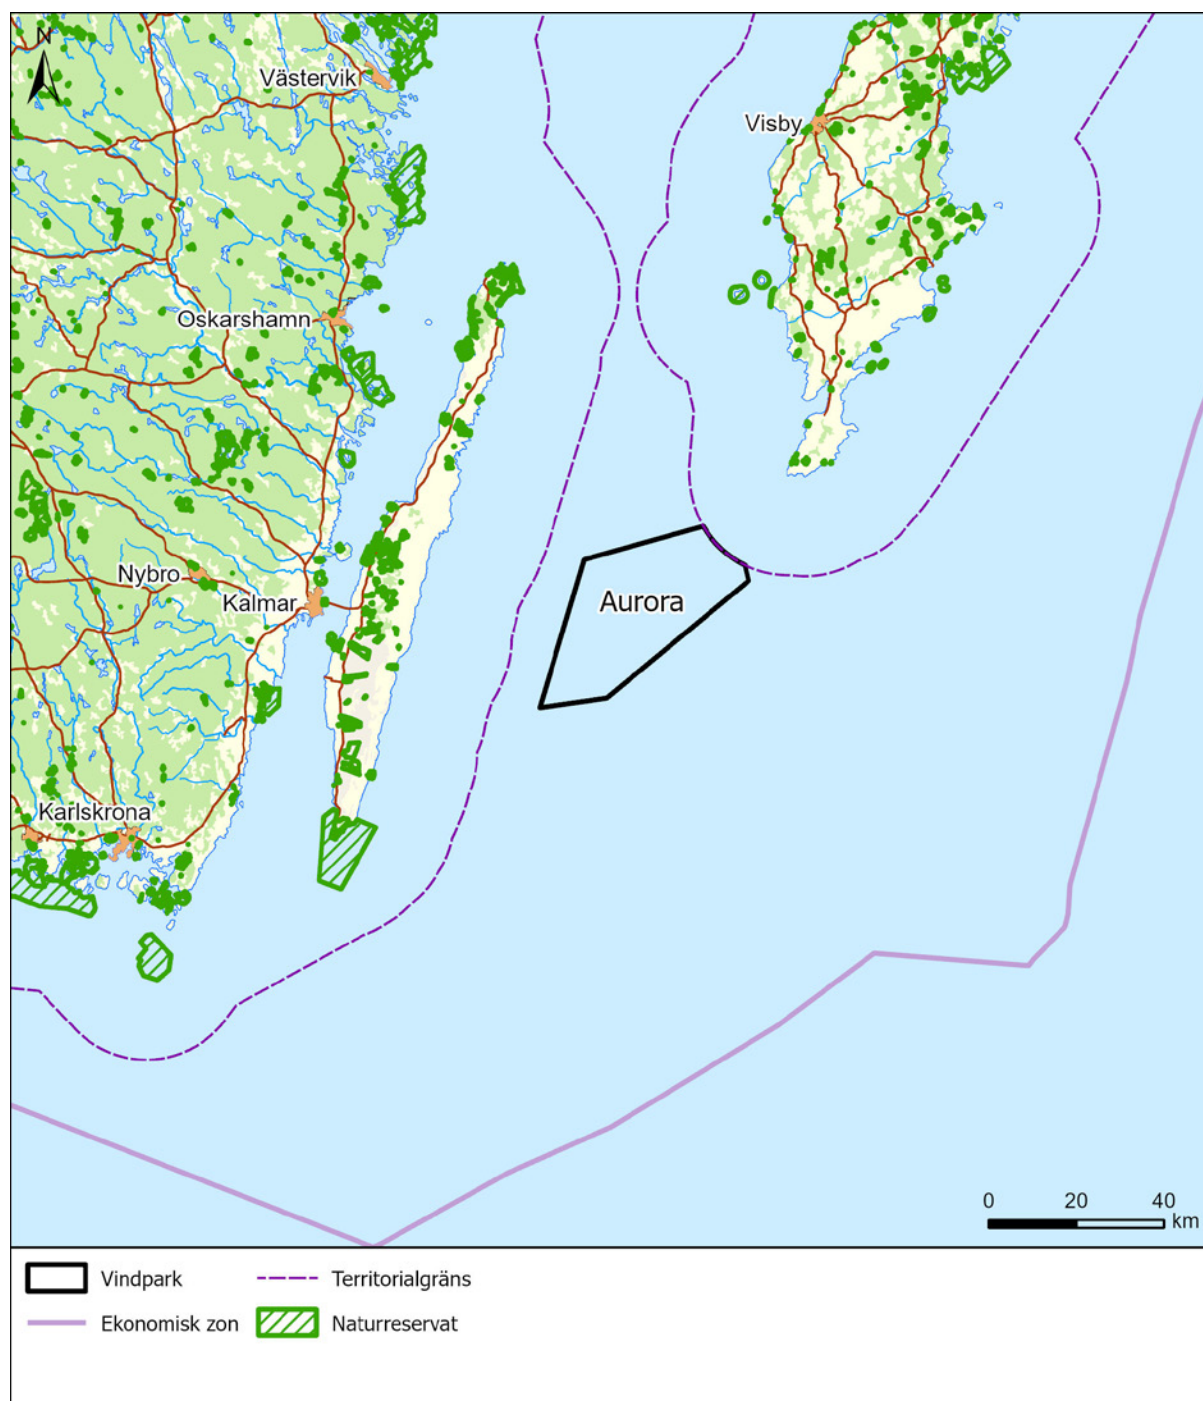 N
Västervik
Visby
Oskarshamn
Nybro
Kalmar
Aurora
Karlskrona
0 20 40
km
Vindpark
Territorialgräns
Ekonomisk zon
Naturreservat